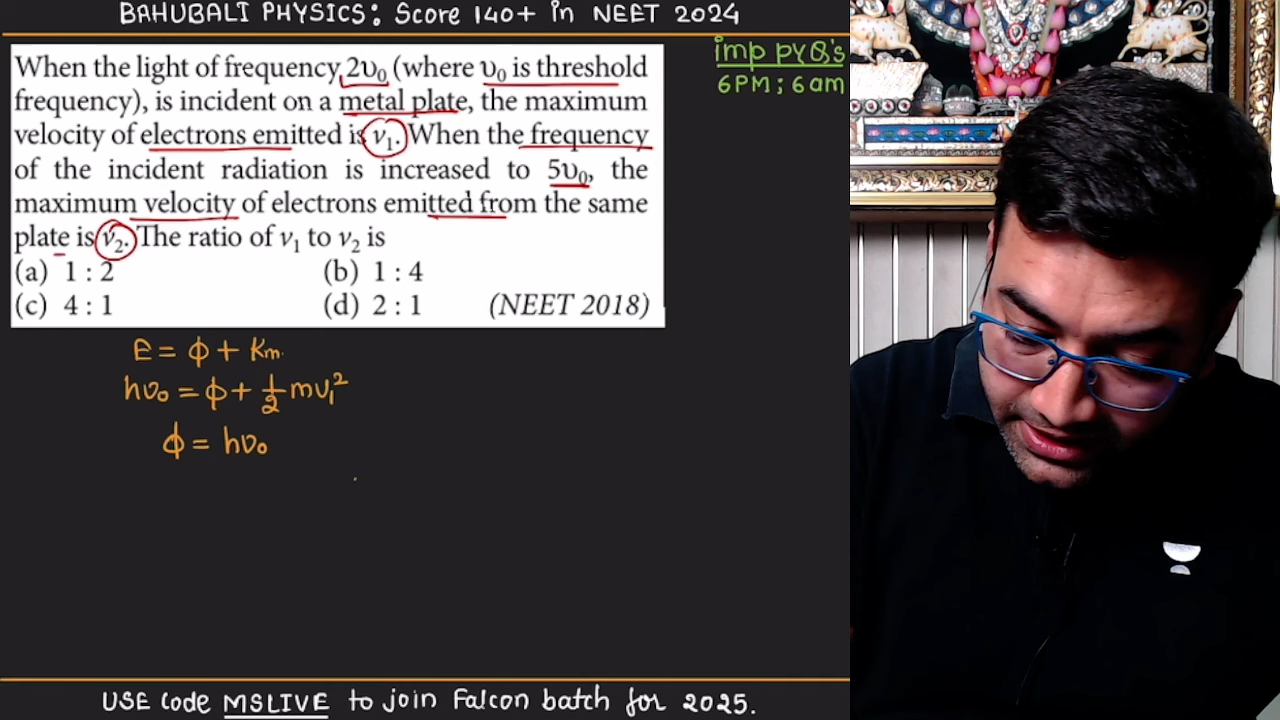 BAHUBALI PHYSICS: Score 140+ in NEET 2024
imp PYQ's
6PM ; 6am
When the light of frequency 2υ₀ (where υ₀ is threshold
frequency), is incident on a metal plate, the maximum
velocity of electrons emitted is v₁. When the frequency
of the incident radiation is increased to 5υ₀, the
maximum velocity of electrons emitted from the same
plate is v₂. The ratio of v₁ to v₂ is
(a) 1 : 2 (b) 1 : 4
(c) 4 : 1 (d) 2 : 1 (NEET 2018)
E = ϕ + Km.
hυ₀ = ϕ + ½ mv₁²
ϕ = hυ₀
USE Code MSLIVE to join Falcon batch for 2025.